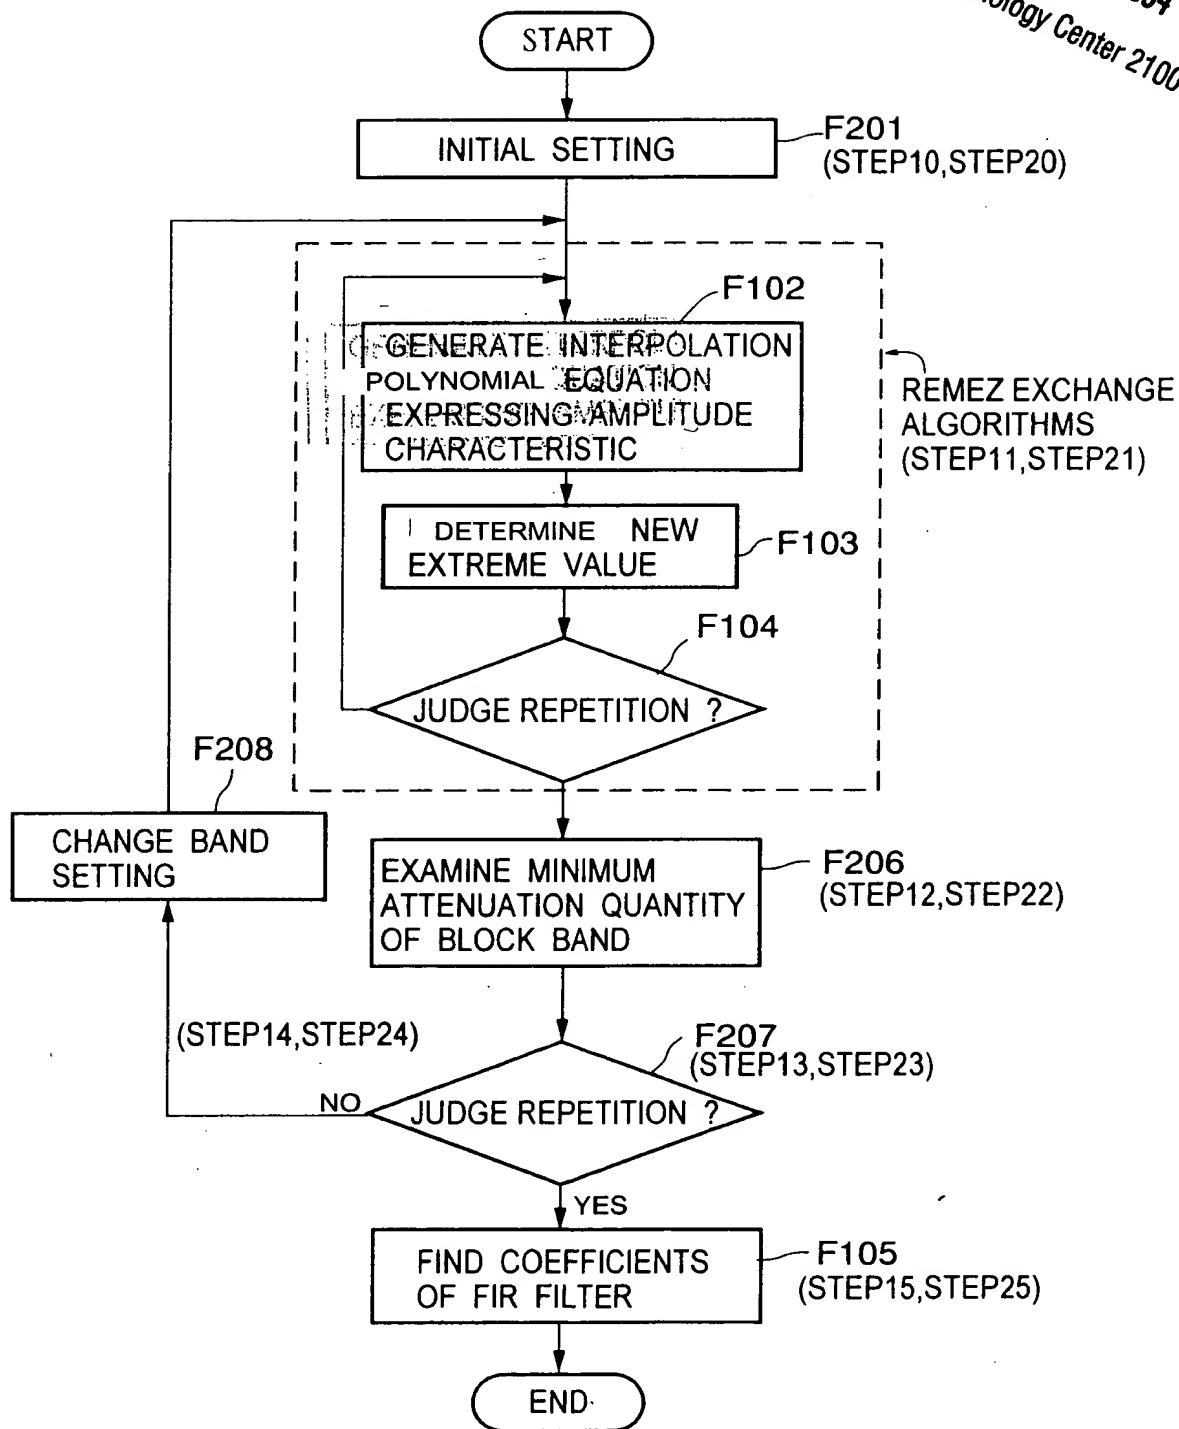 Technology Center 2100
START
INITIAL SETTING
F201
(STEP10,STEP20)
F102
GENERATE INTERPOLATION
POLYNOMIAL EQUATION
EXPRESSING AMPLITUDE
CHARACTERISTIC
REMEZ EXCHANGE
ALGORITHMS
(STEP11,STEP21)
DETERMINE NEW
EXTREME VALUE
F103
F104
JUDGE REPETITION ?
F208
CHANGE BAND
SETTING
EXAMINE MINIMUM
ATTENUATION QUANTITY
OF BLOCK BAND
F206
(STEP12,STEP22)
(STEP14,STEP24)
F207
(STEP13,STEP23)
NO
JUDGE REPETITION ?
YES
FIND COEFFICIENTS
OF FIR FILTER
F105
(STEP15,STEP25)
END